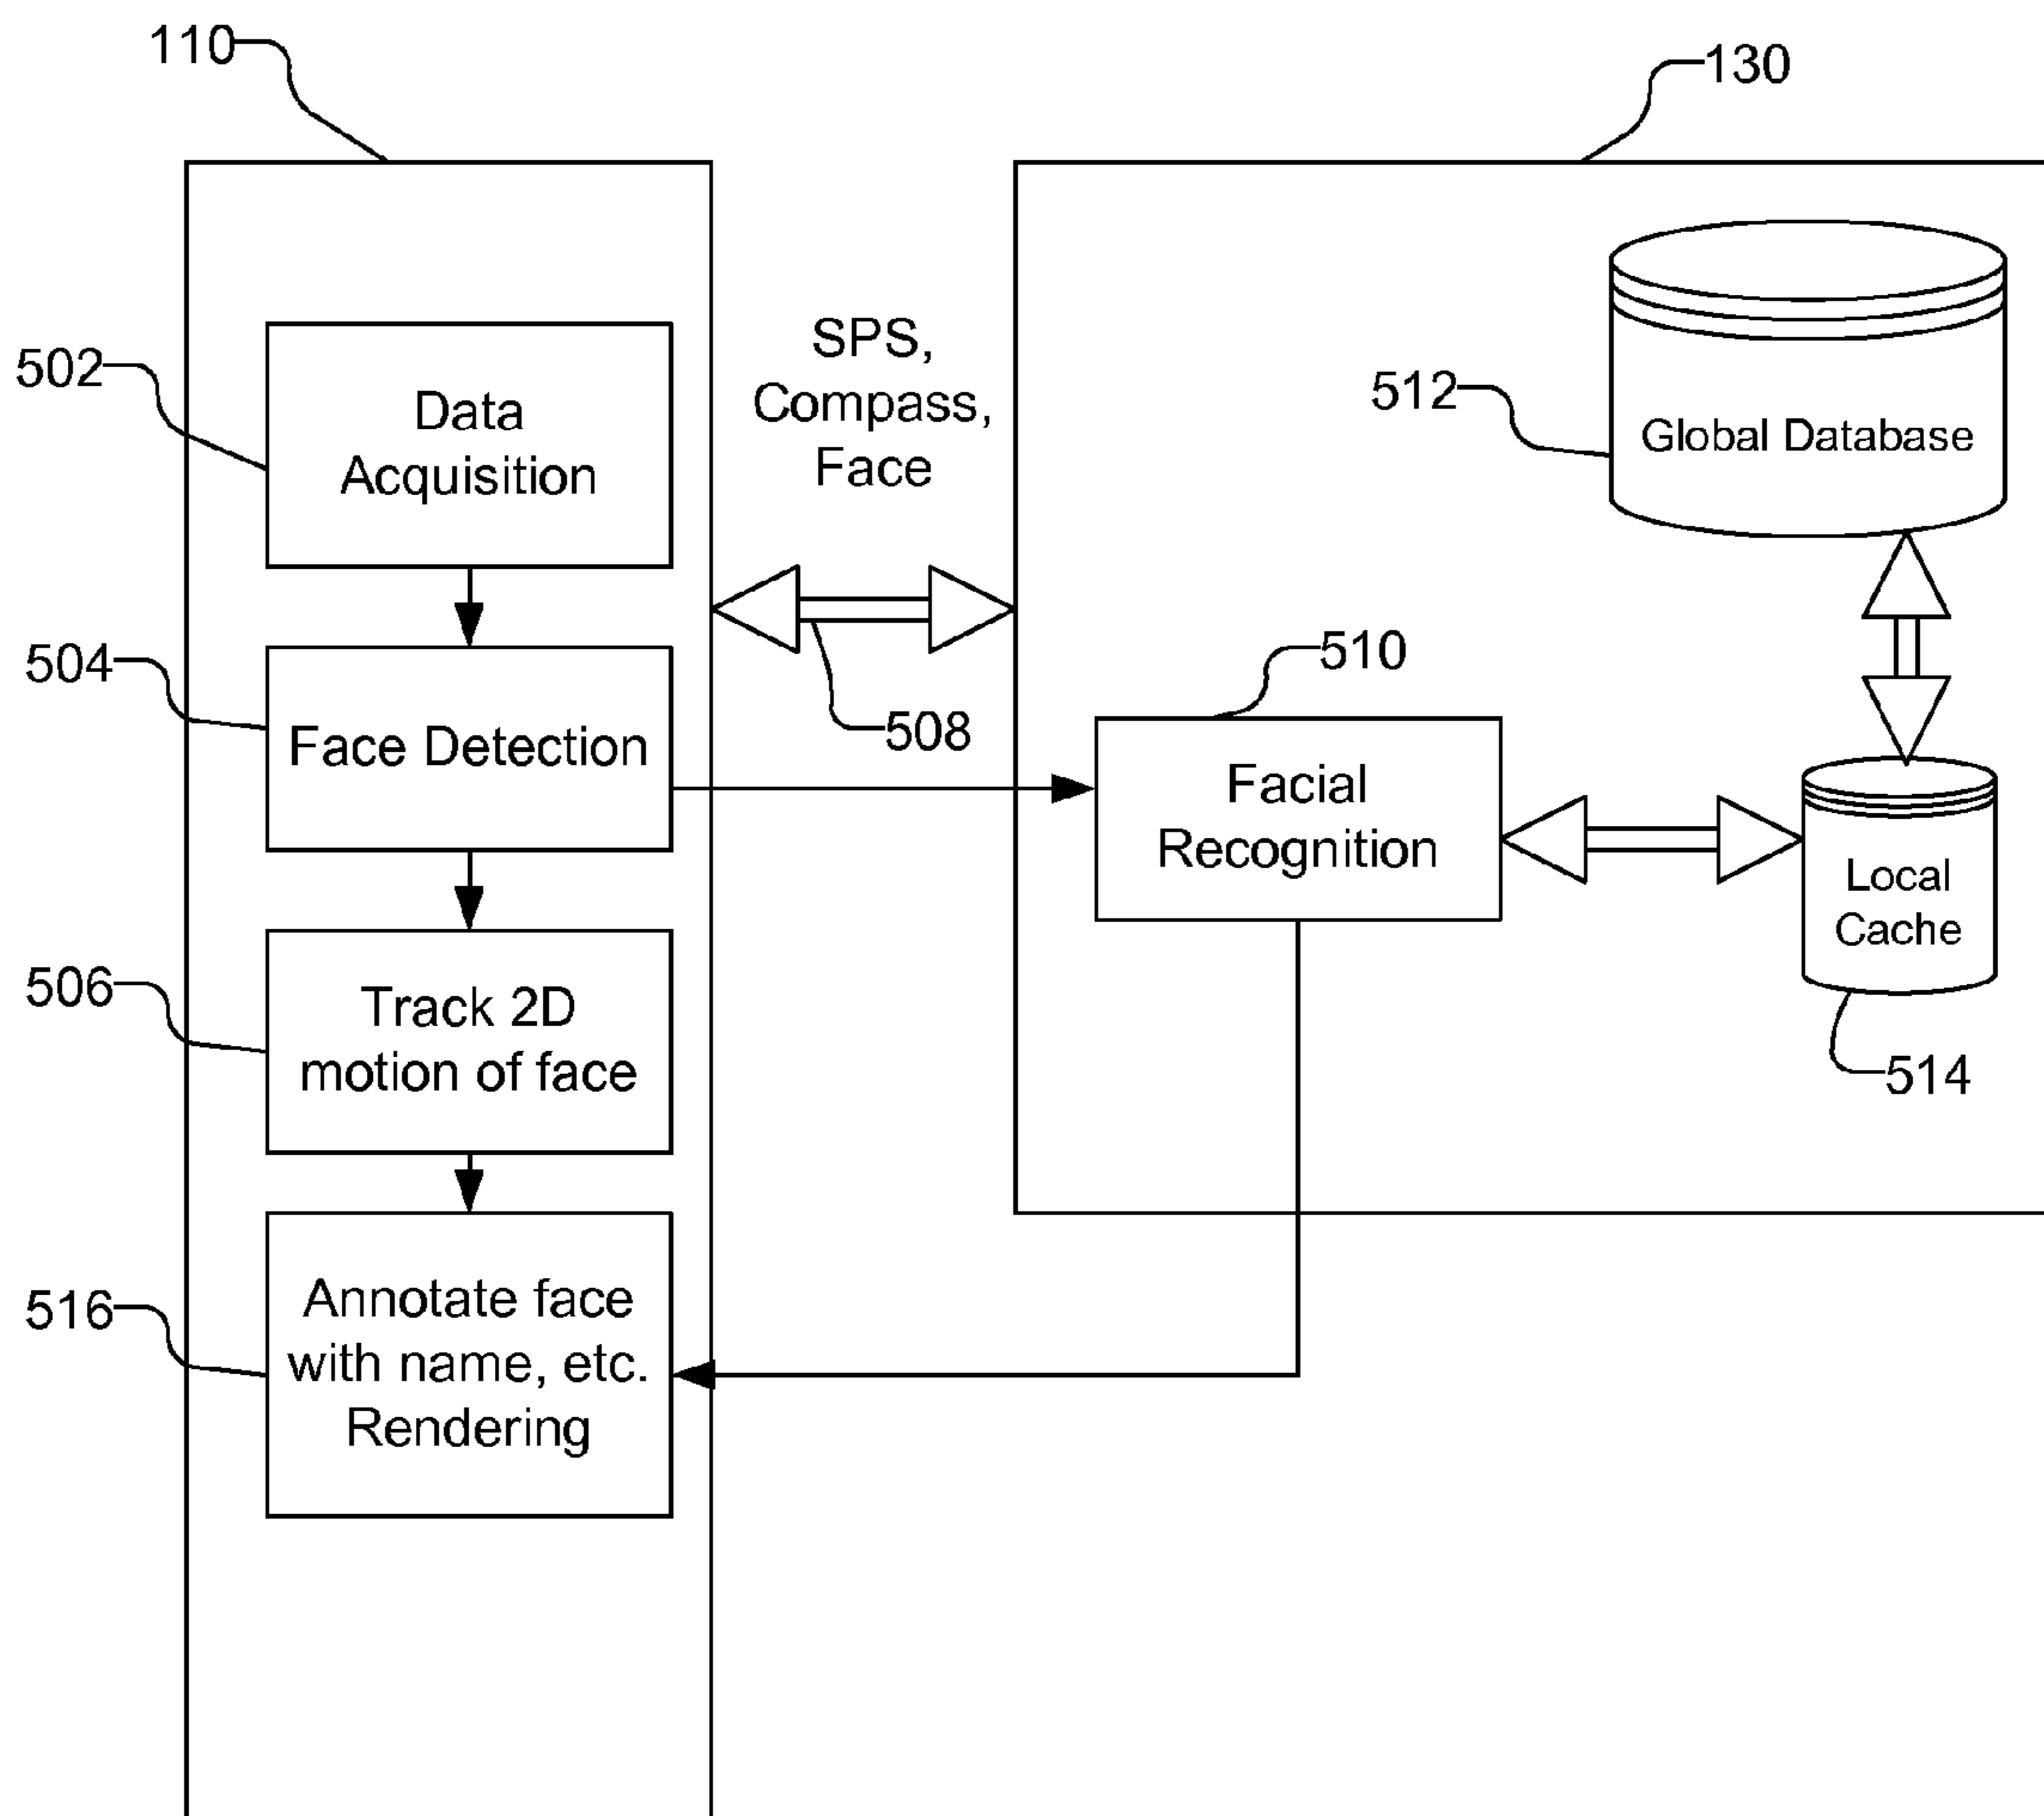 110
130
502
Data
Acquisition
SPS,
Compass,
Face
512
Global Database
504
Face Detection
508
510
Facial
Recognition
Local
Cache
514
506
Track 2D
motion of face
516
Annotate face
with name, etc.
Rendering